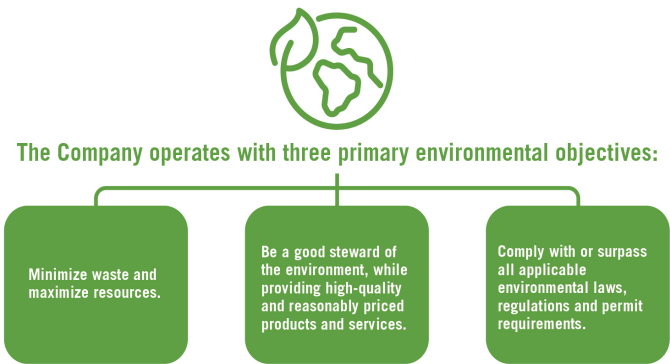 The Company operates with three primary environmental objectives:
Minimize waste and
maximize resources.
Be a good steward of
the environment, while
providing high-quality
and reasonably priced
products and services.
Comply with or surpass
all applicable
environmental laws,
regulations and permit
requirements.